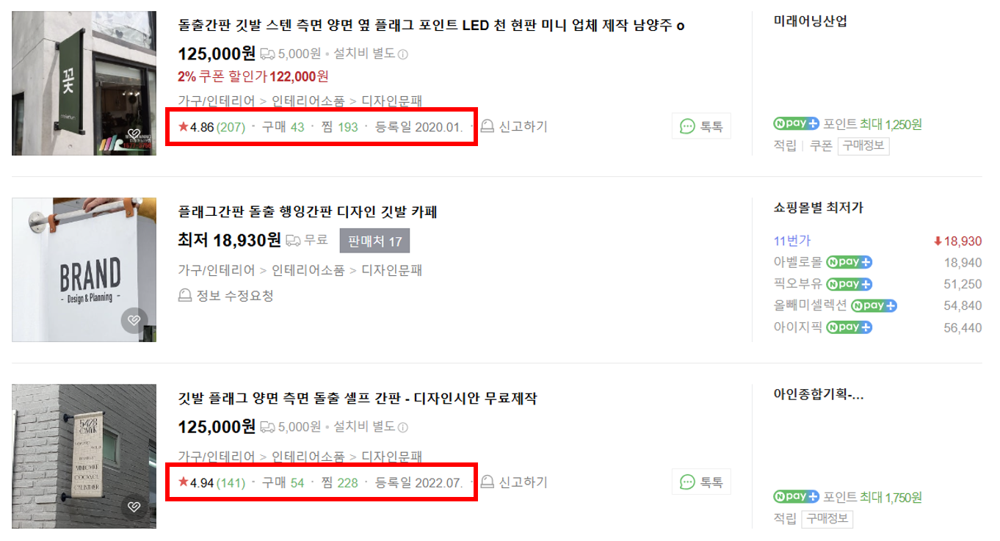 돌출간판 깃발 스텐 측면 양면 옆 플래그 포인트 LED 천 현판 미니 업체 제작 남양주 o
125,000원 5,000원 설치비 별도
2% 쿠폰 할인가 122,000원
가구/인테리어 > 인테리어소품 > 디자인문패
★4.86 (207) · 구매 43 · 찜 193 · 등록일 2020.01. · 신고하기
톡톡
꽃
미래어닝산업
N pay+ 포인트 최대 1,250원
적립 | 쿠폰 구매정보
플래그간판 돌출 행잉간판 디자인 깃발 카페
최저 18,930원 무료 판매처 17
가구/인테리어 > 인테리어소품 > 디자인문패
정보 수정요청
BRAND
- Design & Planning -
쇼핑몰별 최저가
11번가 18,930
아벨로몰 N pay+ 18,940
픽오부유 N pay+ 51,250
올빼미셀렉션 N pay+ 54,840
아이지픽 N pay+ 56,440
깃발 플래그 양면 측면 돌출 셀프 간판 - 디자인시안 무료제작
125,000원 5,000원 설치비 별도
가구/인테리어 > 인테리어소품 > 디자인문패
★4.94 (141) · 구매 54 · 찜 228 · 등록일 2022.07. · 신고하기
톡톡
아인종합기획-...
N pay+ 포인트 최대 1,750원
적립 구매정보